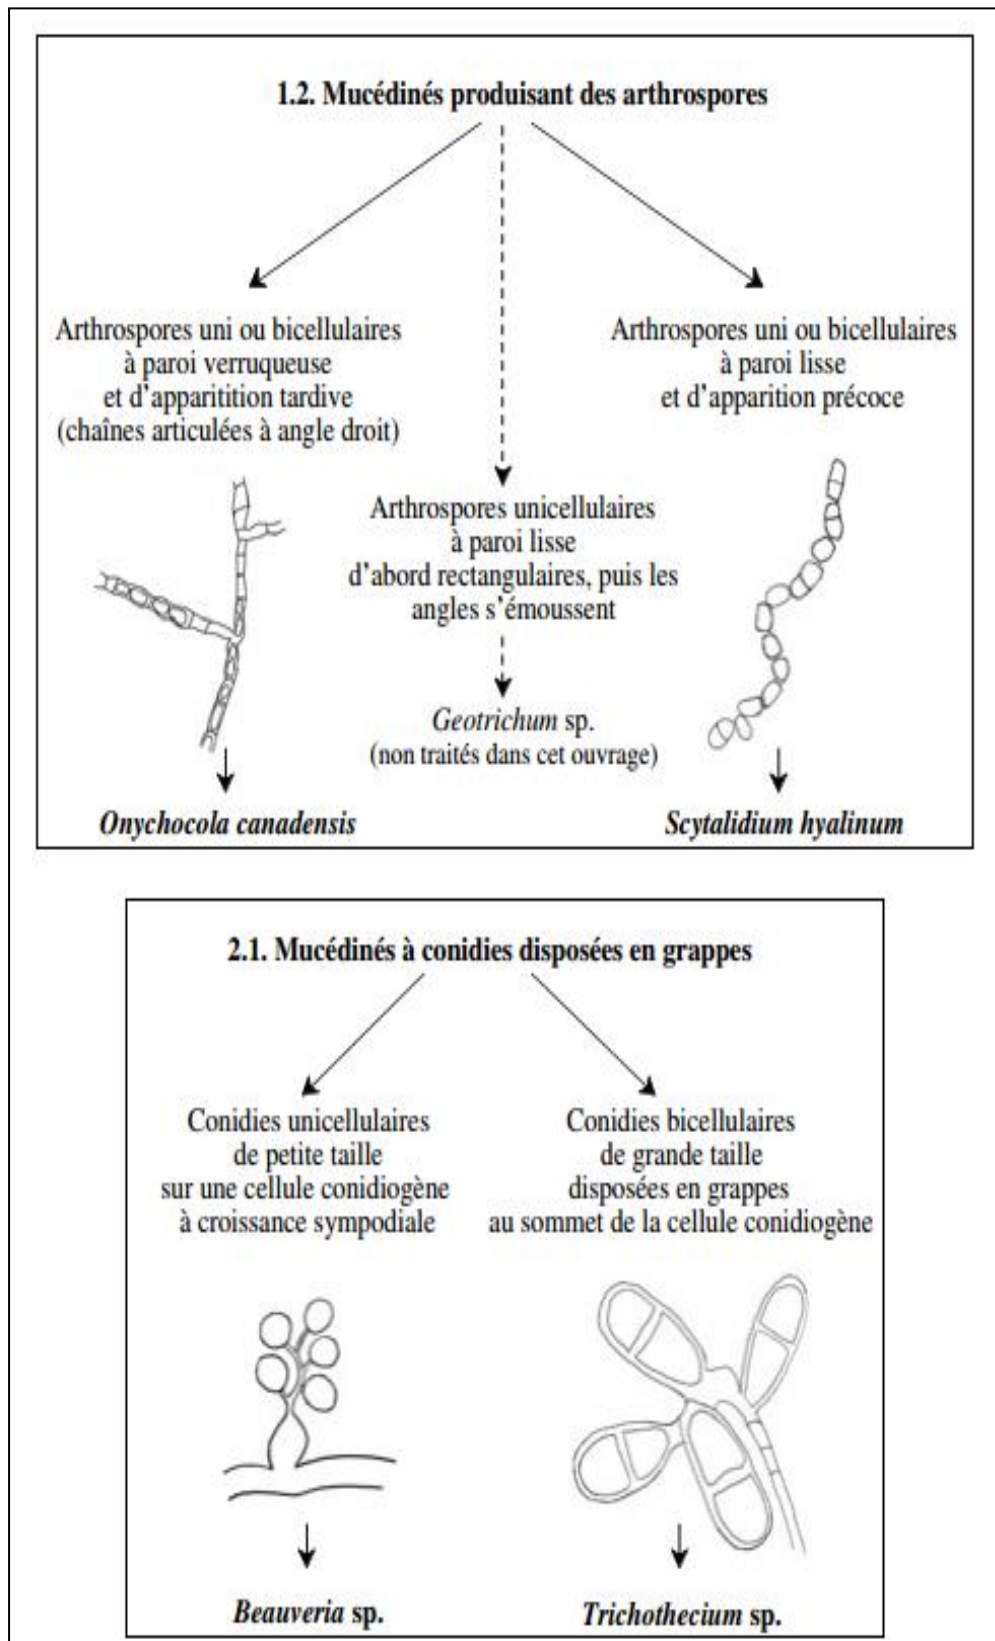 1.2. Mucédinés produisant des arthrospores
Arthrospores uni ou bicellulaires
à paroi verruqueuse
et d'apparitition tardive
(chaînes articulées à angle droit)
Arthrospores unicellulaires
à paroi lisse
d'abord rectangulaires, puis les
angles s'émoussent
Geotrichum sp.
(non traités dans cet ouvrage)
Arthrospores uni ou bicellulaires
à paroi lisse
et d'apparition précoce
Onychocola canadensis
Scytalidium hyalinum
2.1. Mucédinés à conidies disposées en grappes
Conidies unicellulaires
de petite taille
sur une cellule conidiogène
à croissance sympodiale
Conidies bicellulaires
de grande taille
disposées en grappes
au sommet de la cellule conidiogène
Beauveria sp.
Trichothecium sp.